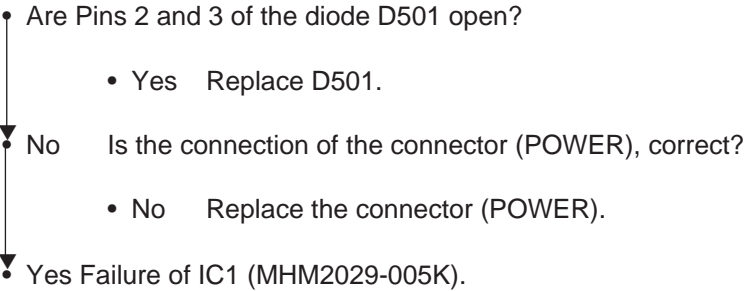 • Are Pins 2 and 3 of the diode D501 open?
• Yes Replace D501.
• No Is the connection of the connector (POWER), correct?
• No Replace the connector (POWER).
• Yes Failure of IC1 (MHM2029-005K).